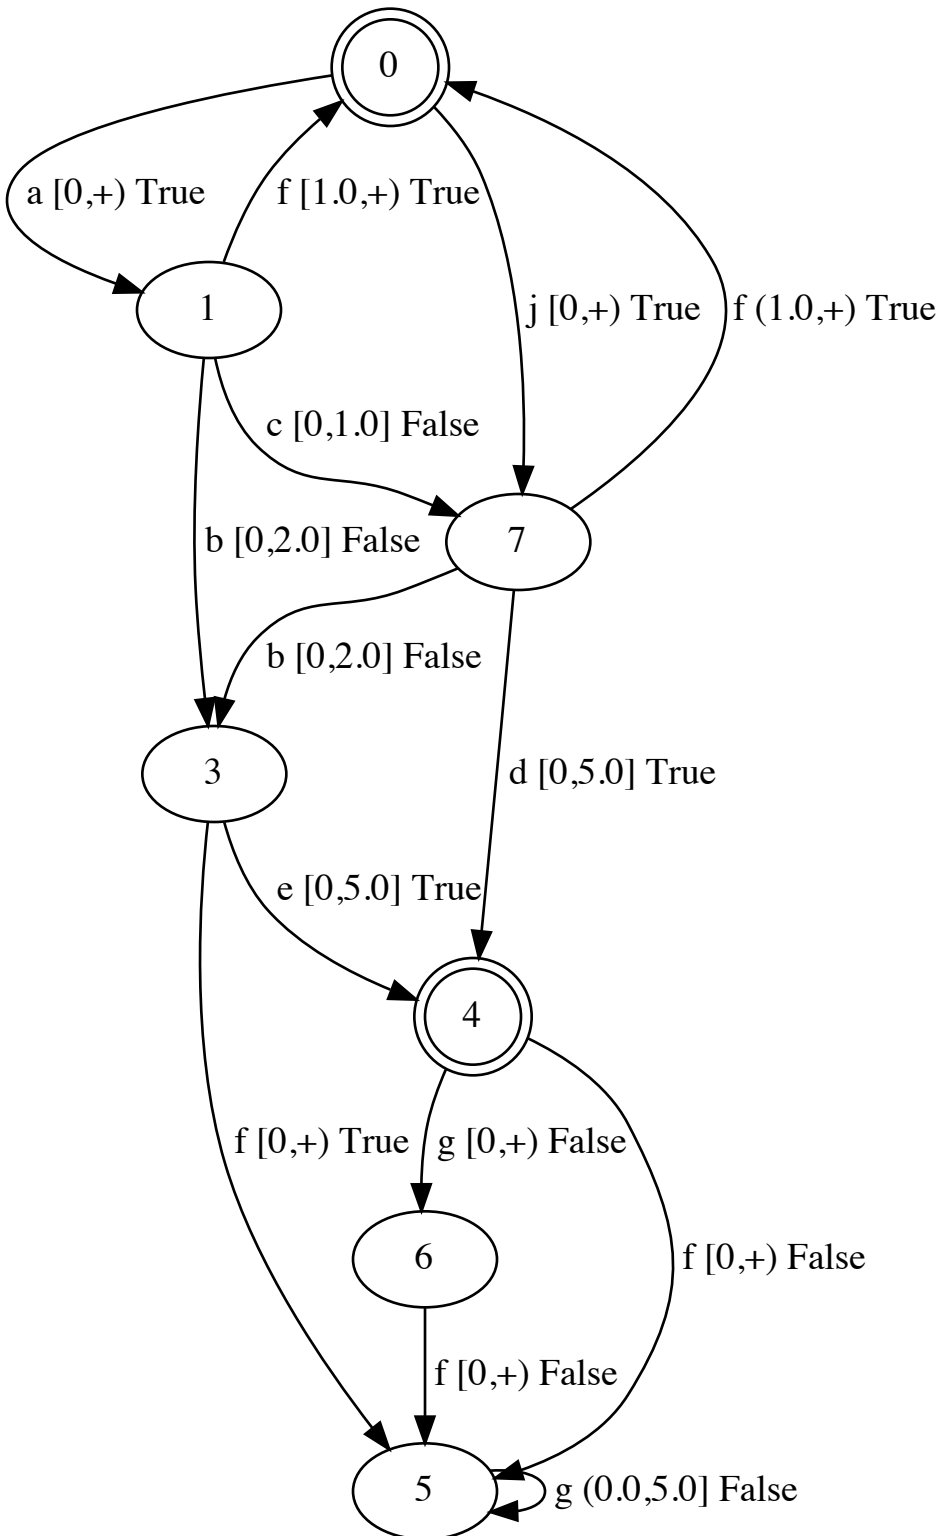 0
a [0,+) True
f [1.0,+) True
j [0,+) True
f (1.0,+) True
1
c [0,1.0] False
b [0,2.0] False
7
b [0,2.0] False
3
d [0,5.0] True
e [0,5.0] True
4
f [0,+) True
g [0,+) False
6
f [0,+) False
f [0,+) False
5
g (0.0,5.0] False